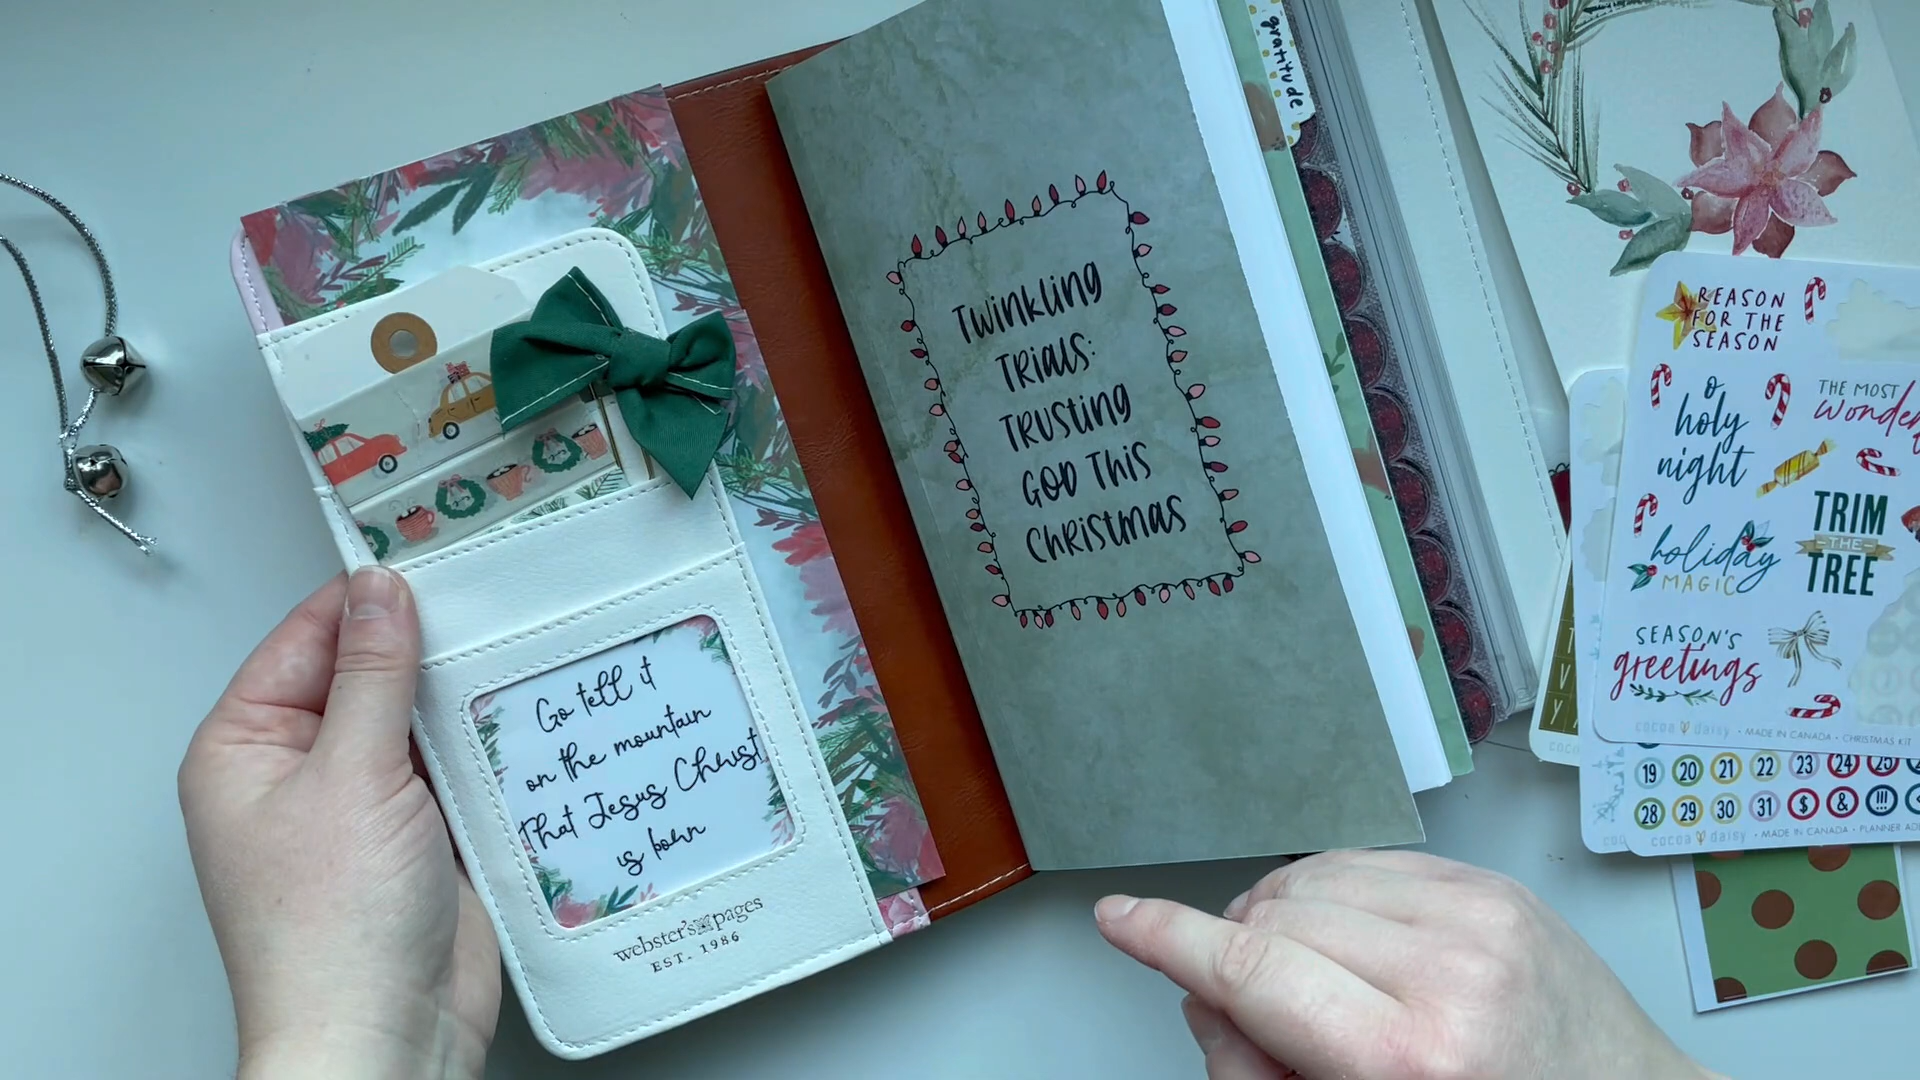 Go tell it
on the mountain
That Jesus Christ
is born
webster's pages
EST. 1986
TWINKLING
TRIALS:
TRUSTING
GOD THIS
CHRISTMAS
gratitude
REASON
FOR THE
SEASON
o
holy
night
THE MOST
holiday
MAGIC
TRIM
THE
TREE
SEASON'S
greetings
cocoa daisy • MADE IN CANADA • CHRISTMAS KIT
19 20 21 22 23 24 25
28 29 30 31 $ & !!!
cocoa daisy • MADE IN CANADA • PLANNER